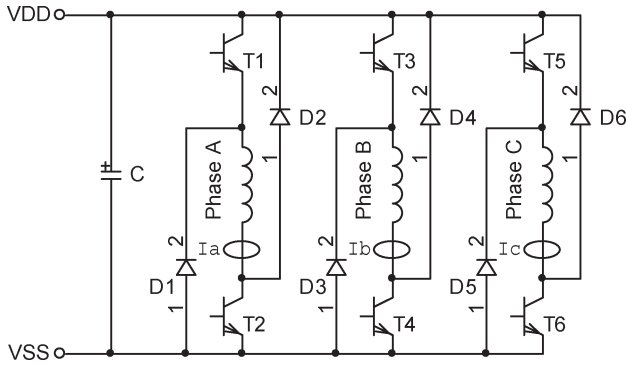 VDD
T1
T3
T5
2
D2
2
D4
2
D6
+
C
Phase A
1
Phase B
1
Phase C
1
2
Ia
2
Ib
2
Ic
D1
1
T2
D3
1
T4
D5
1
T6
VSS